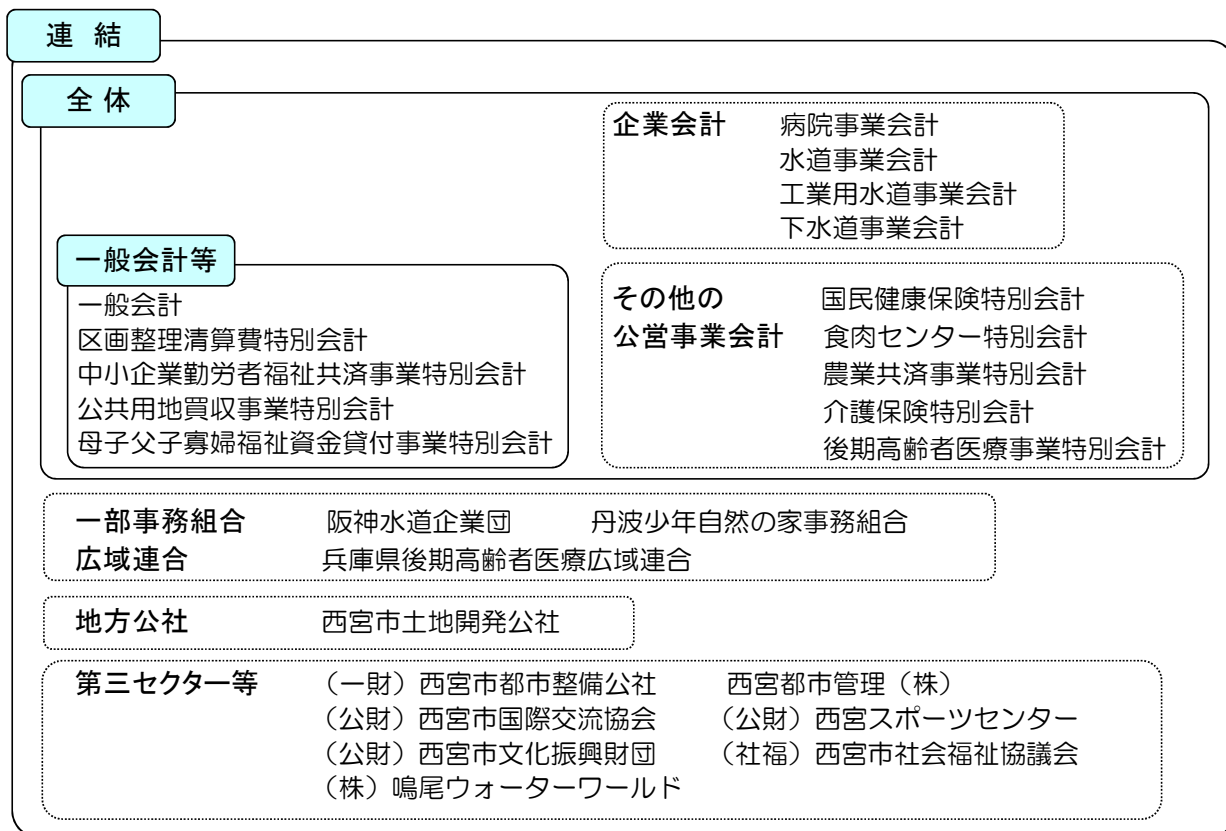 連 結
全 体
企業会計 病院事業会計
水道事業会計
工業用水道事業会計
下水道事業会計
一般会計等
一般会計
区画整理清算費特別会計
中小企業勤労者福祉共済事業特別会計
公共用地買収事業特別会計
母子父子寡婦福祉資金貸付事業特別会計
その他の 国民健康保険特別会計
公営事業会計 食肉センター特別会計
農業共済事業特別会計
介護保険特別会計
後期高齢者医療事業特別会計
一部事務組合 阪神水道企業団 丹波少年自然の家事務組合
広域連合 兵庫県後期高齢者医療広域連合
地方公社 西宮市土地開発公社
第三セクター等 （一財）西宮市都市整備公社 西宮都市管理（株）
（公財）西宮市国際交流協会 （公財）西宮スポーツセンター
（公財）西宮市文化振興財団 （社福）西宮市社会福祉協議会
（株）鳴尾ウォーターワールド